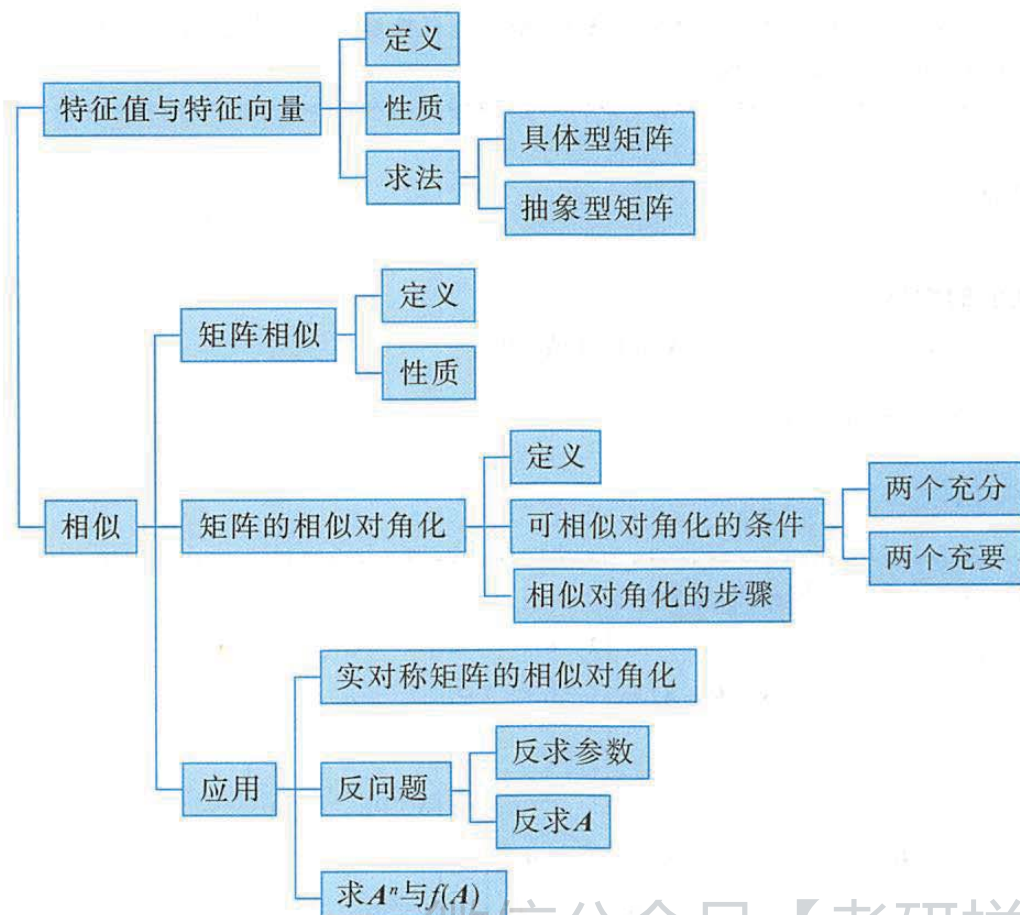 定义
特征值与特征向量
性质
求法
具体型矩阵
抽象型矩阵
矩阵相似
定义
性质
相似
矩阵的相似对角化
定义
可相似对角化的条件
两个充分
两个充要
相似对角化的步骤
应用
实对称矩阵的相似对角化
反问题
反求参数
反求A
求Aⁿ与f(A)